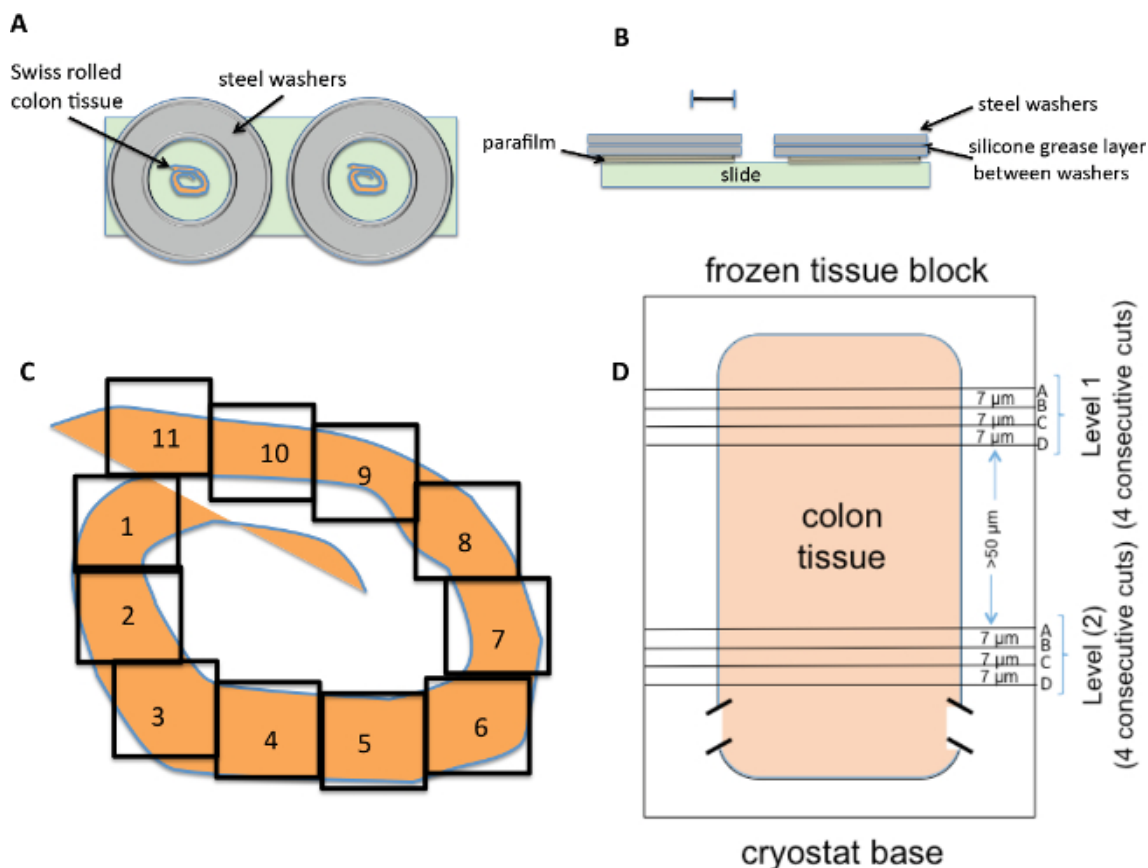 A
Swiss rolled
colon tissue
steel washers
B
steel washers
parafilm
silicone grease layer
between washers
slide
C
11
10
9
8
1
2
7
3
4
5
6
frozen tissue block
D
A
7 µm
B
7 µm
C
7 µm
D
Level 1
(4 consecutive cuts)
colon
tissue
>50 µm
A
7 µm
B
7 µm
C
7 µm
D
Level (2)
(4 consecutive cuts)
cryostat base